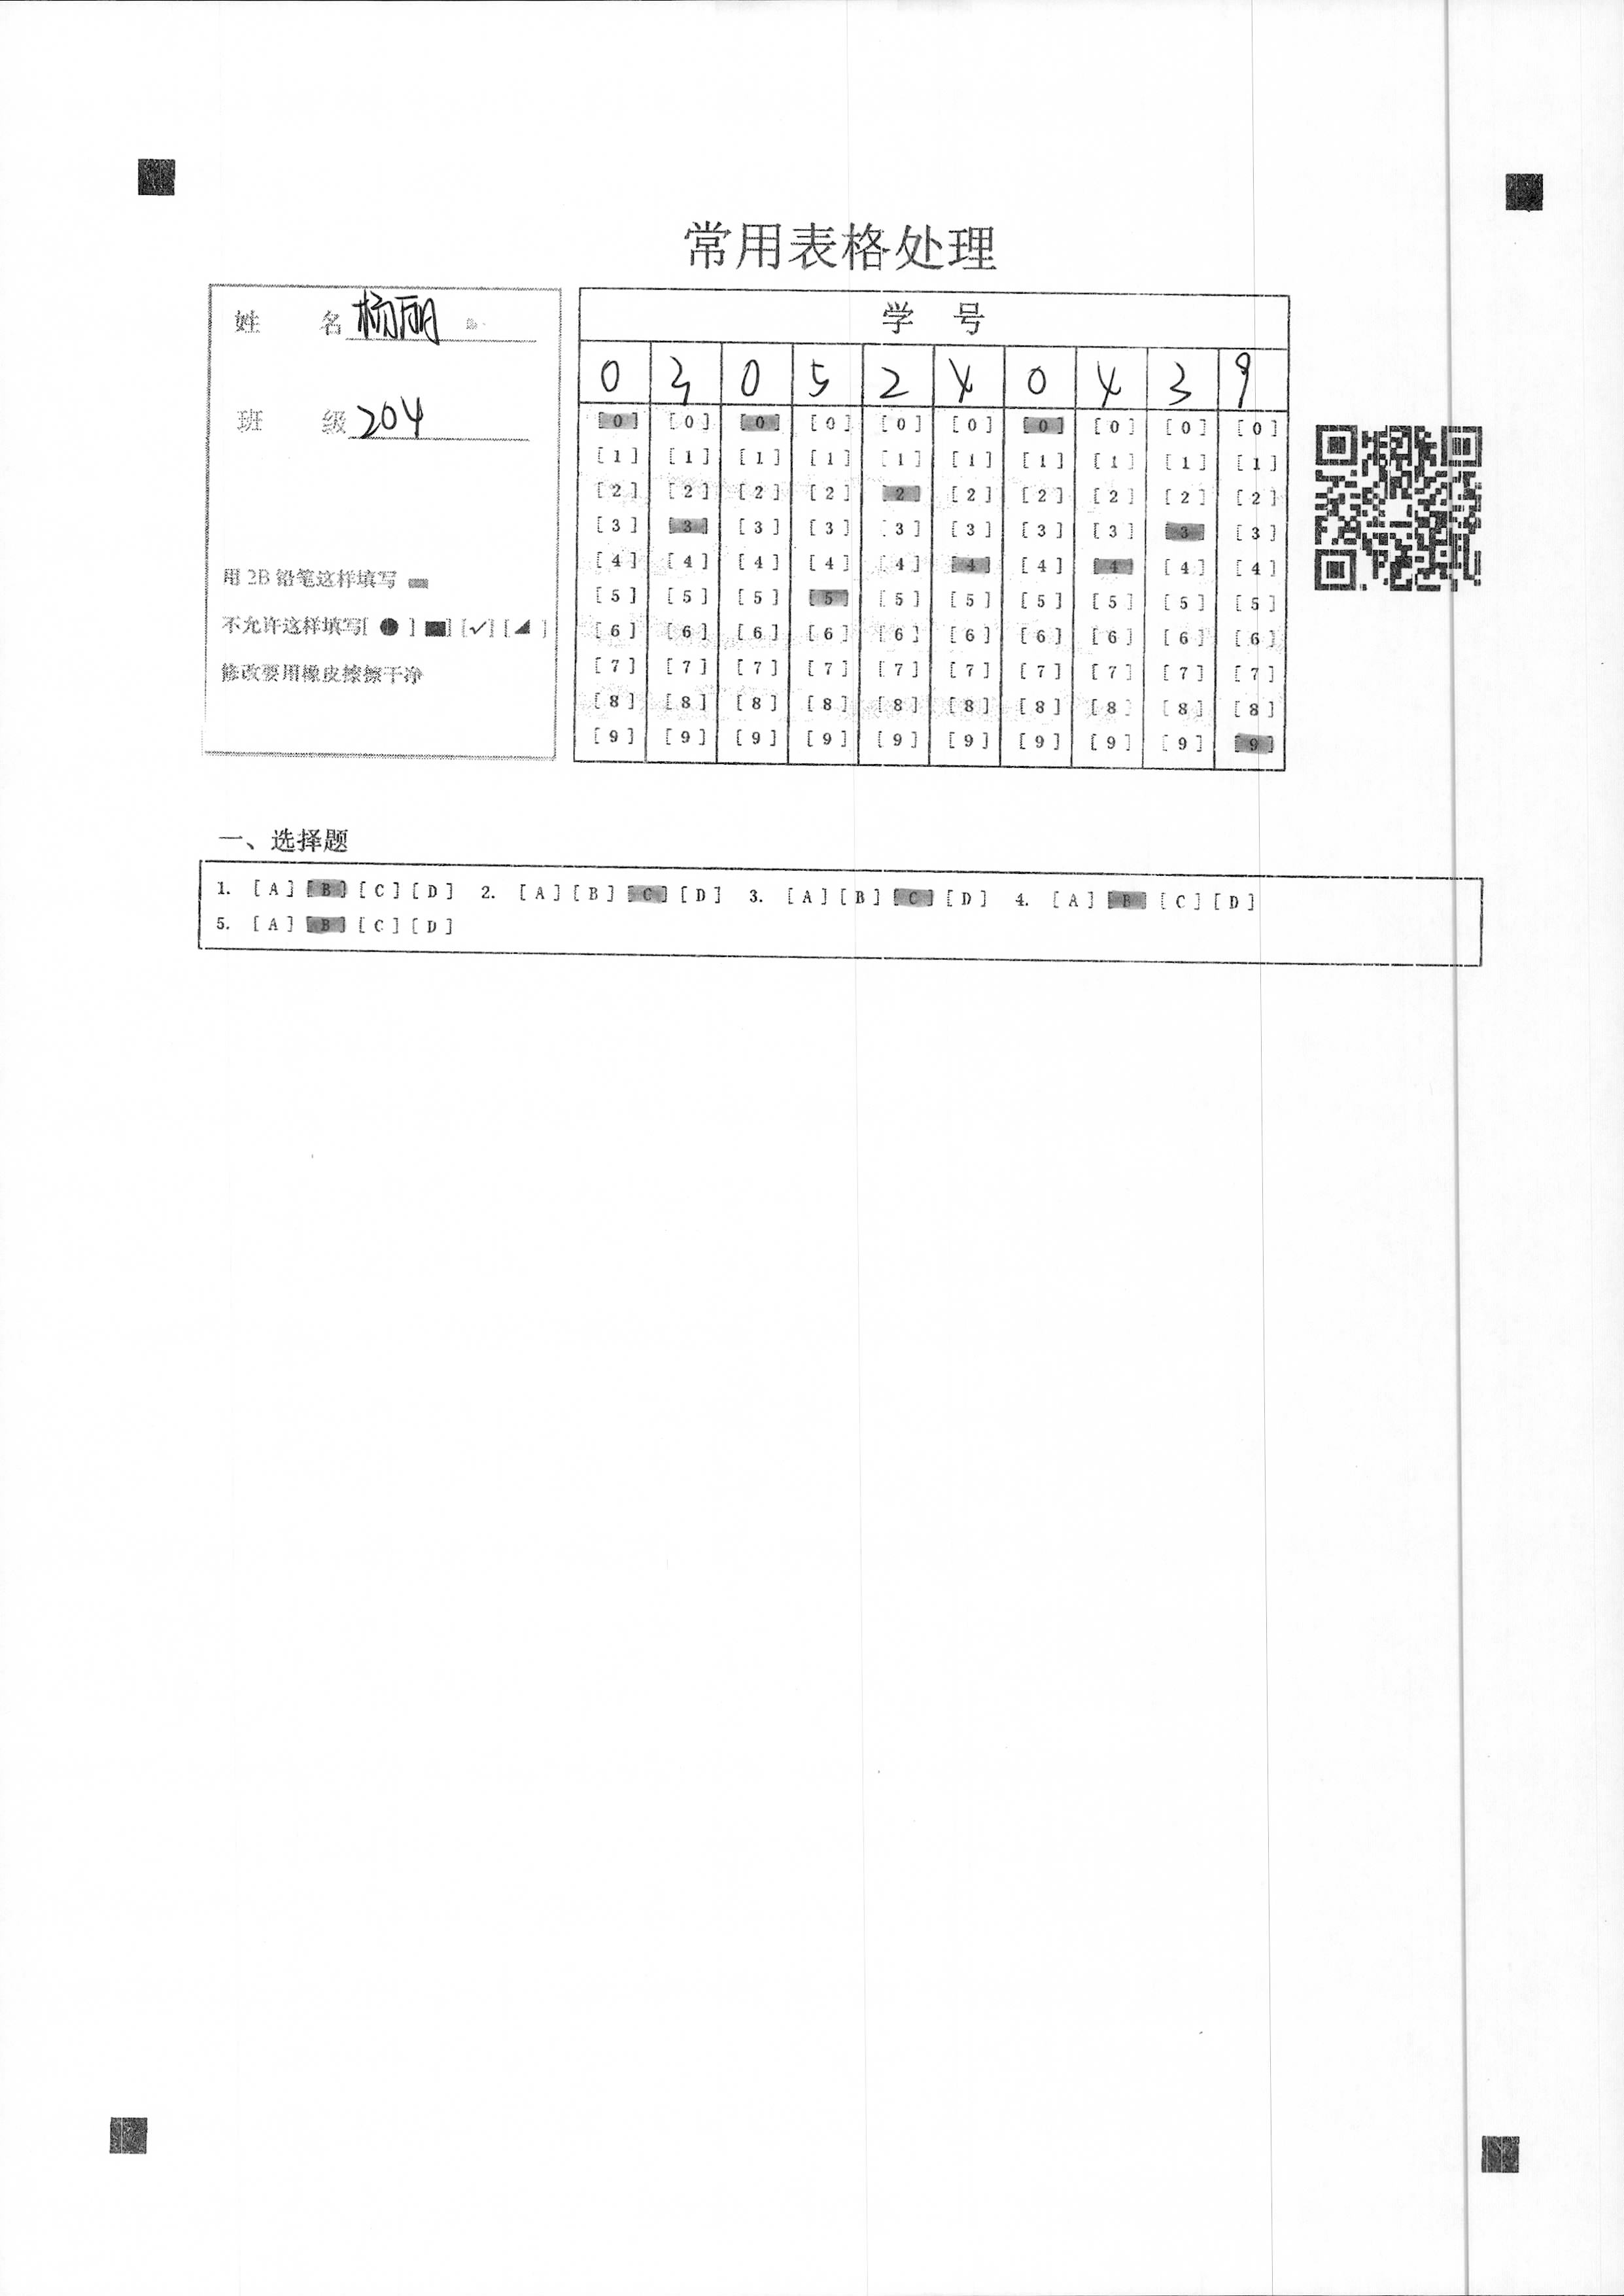 常用表格处理
姓 名 杨丽
班 级 204
用 2B 铅笔这样填写
不允许这样填写[ ● ] [■] [✓] [◢ ]
修改要用橡皮擦擦干净
学 号
0 3 0 5 2 4 0 4 3 9
[0] [0] [0] [0] [0] [0] [0] [0] [0] [0]
[1] [1] [1] [1] [1] [1] [1] [1] [1] [1]
[2] [2] [2] [2] [2] [2] [2] [2] [2] [2]
[3] [3] [3] [3] [3] [3] [3] [3] [3] [3]
[4] [4] [4] [4] [4] [4] [4] [4] [4] [4]
[5] [5] [5] [5] [5] [5] [5] [5] [5] [5]
[6] [6] [6] [6] [6] [6] [6] [6] [6] [6]
[7] [7] [7] [7] [7] [7] [7] [7] [7] [7]
[8] [8] [8] [8] [8] [8] [8] [8] [8] [8]
[9] [9] [9] [9] [9] [9] [9] [9] [9] [9]
一、选择题
1. [A] [B] [C] [D] 2. [A] [B] [C] [D] 3. [A] [B] [C] [D] 4. [A] [B] [C] [D]
5. [A] [B] [C] [D]